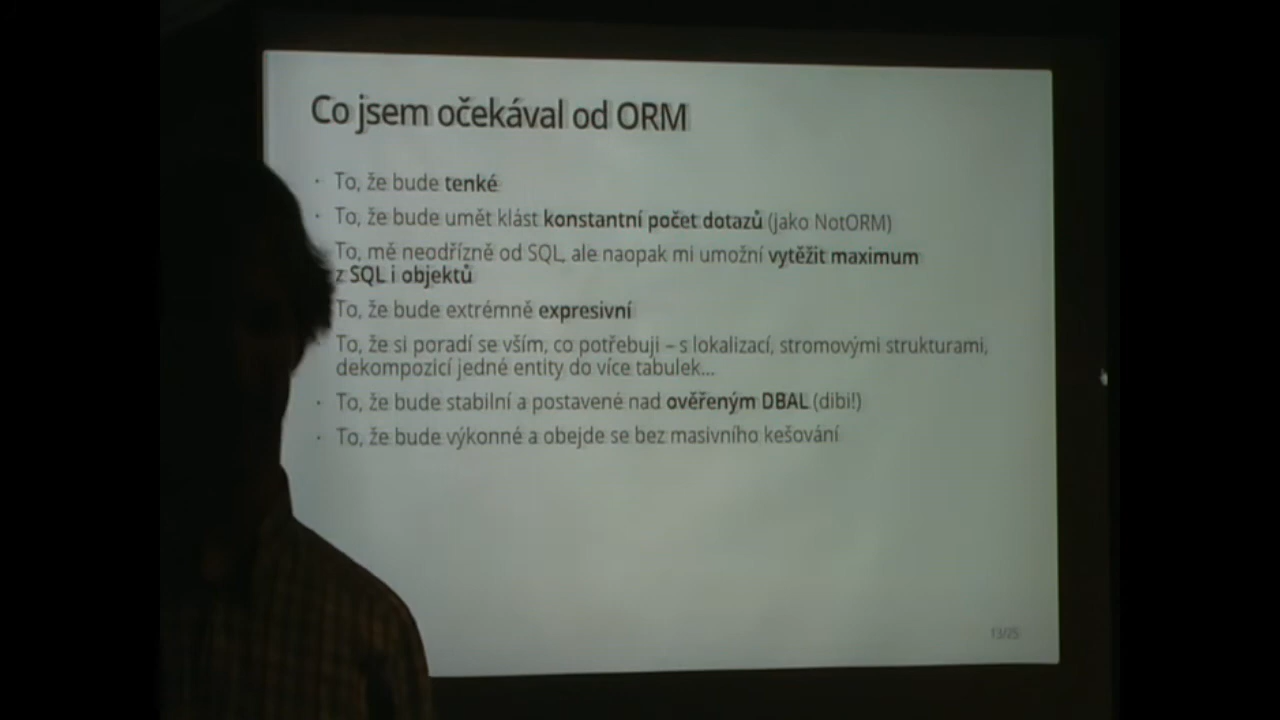 Co jsem očekával od ORM
· To, že bude tenké
· To, že bude umět klást konstantní počet dotazů (jako NotORM)
To, mě neodřízně od SQL, ale naopak mi umožní vytěžit maximum
z SQL i objektů
To, že bude extrémně expresivní
To, že si poradí se vším, co potřebuji – s lokalizací, stromovými strukturami,
dekompozicí jedné entity do více tabulek...
· To, že bude stabilní a postavené nad ověřeným DBAL (dibi!)
· To, že bude výkonné a obejde se bez masivního kešování
13/25